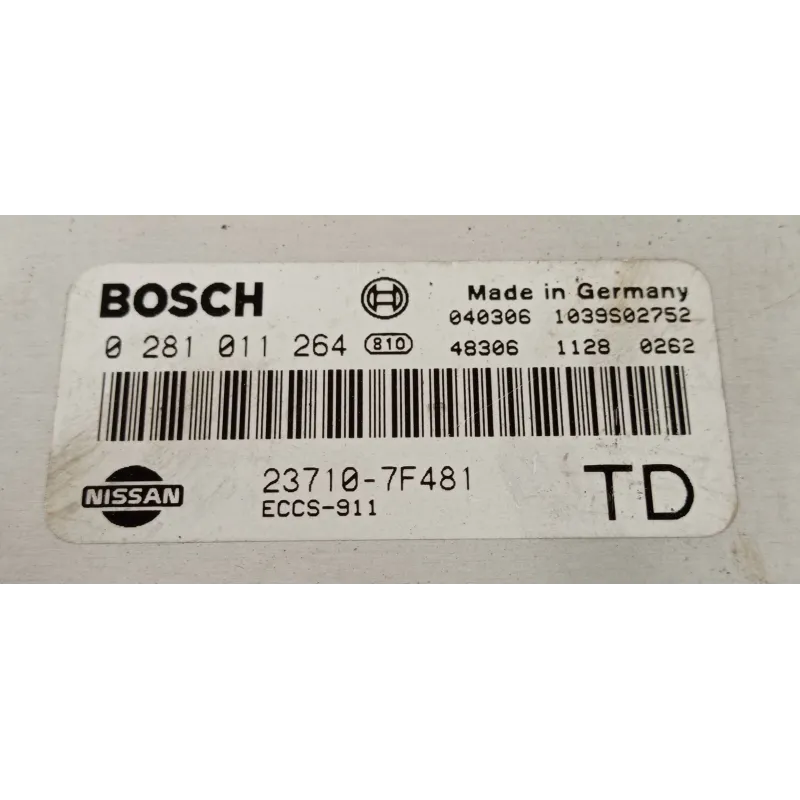 BOSCH
Made in Germany
040306 1039S02752
0 281 011 264 810
48306 1128 0262
NISSAN
23710-7F481
ECCS-911
TD